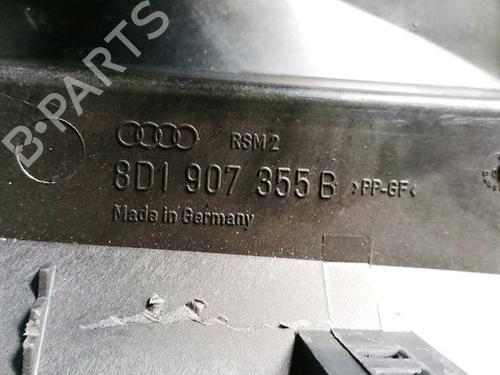 B-PARTS
RSM2
8D1 907 355 B >PP-GF<
Made in Germany